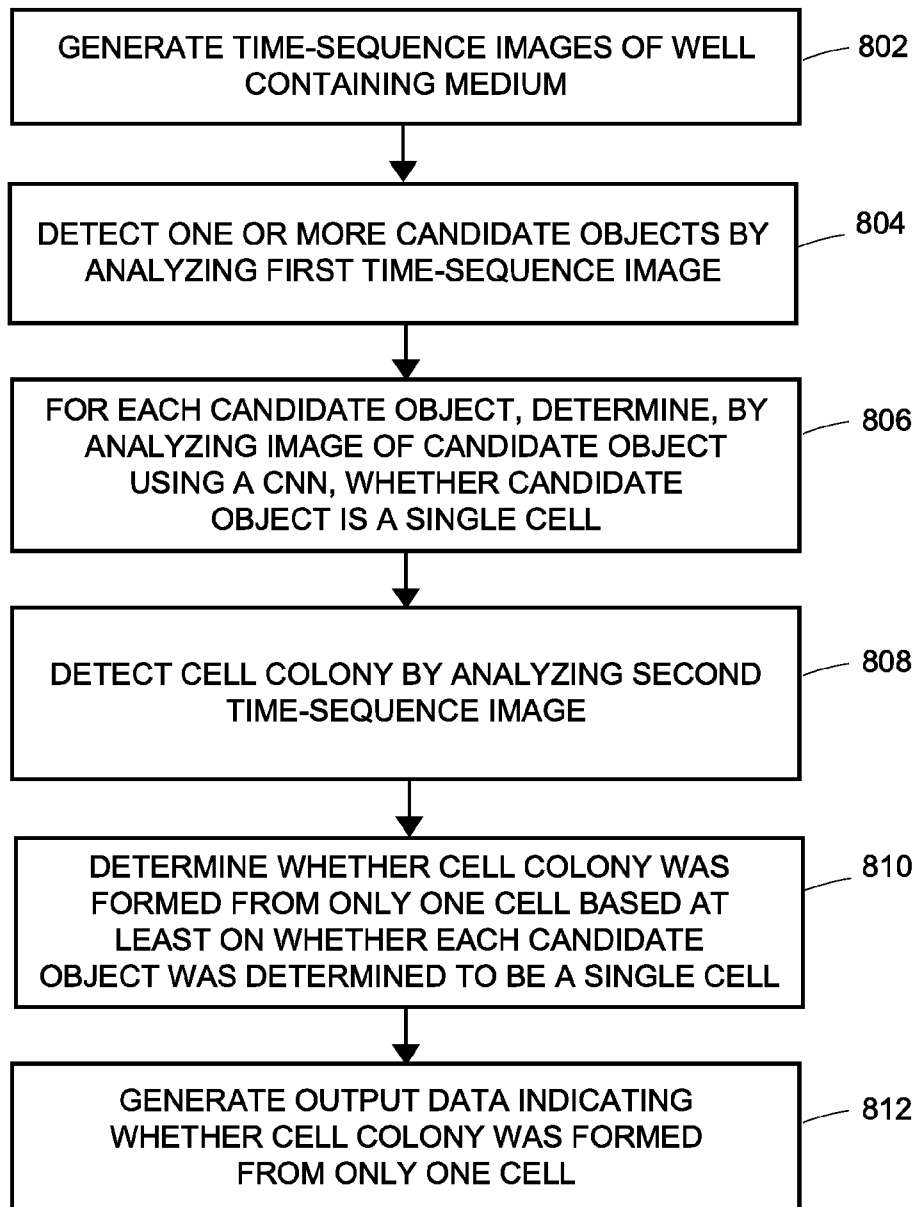 GENERATE TIME-SEQUENCE IMAGES OF WELL
CONTAINING MEDIUM
802
DETECT ONE OR MORE CANDIDATE OBJECTS BY
ANALYZING FIRST TIME-SEQUENCE IMAGE
804
FOR EACH CANDIDATE OBJECT, DETERMINE, BY
ANALYZING IMAGE OF CANDIDATE OBJECT
USING A CNN, WHETHER CANDIDATE
OBJECT IS A SINGLE CELL
806
DETECT CELL COLONY BY ANALYZING SECOND
TIME-SEQUENCE IMAGE
808
DETERMINE WHETHER CELL COLONY WAS
FORMED FROM ONLY ONE CELL BASED AT
LEAST ON WHETHER EACH CANDIDATE
OBJECT WAS DETERMINED TO BE A SINGLE CELL
810
GENERATE OUTPUT DATA INDICATING
WHETHER CELL COLONY WAS FORMED
FROM ONLY ONE CELL
812